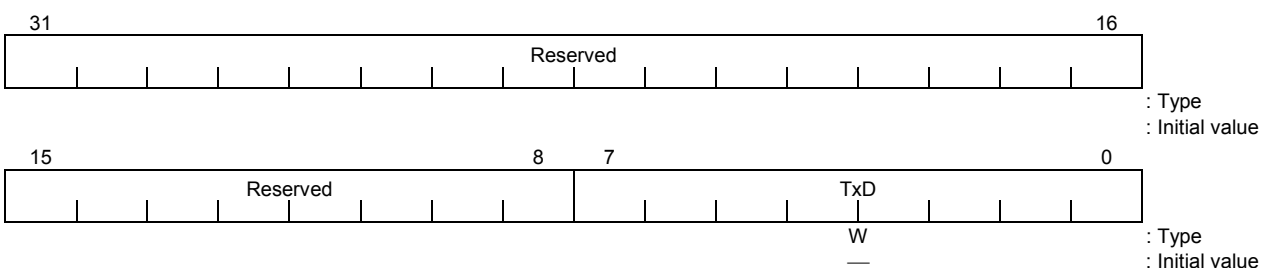 31 16
Reserved
: Type
: Initial value
15 8 7 0
Reserved TxD
W : Type
— : Initial value